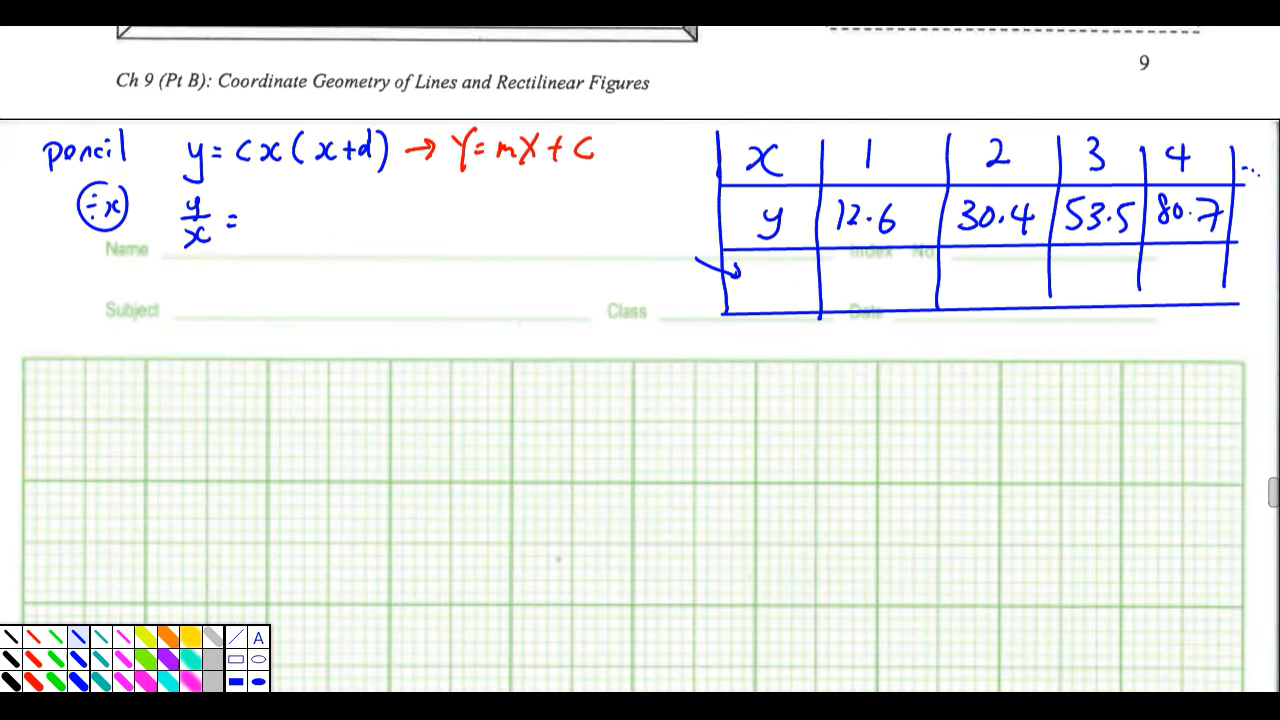 9
Ch 9 (Pt B): Coordinate Geometry of Lines and Rectilinear Figures
pencil y = cx(x+d) → Y = mX + C
÷x y/x =
x 1 2 3 4 ...
y 12.6 30.4 53.5 80.7
Name Index No.
Subject Class Date
A